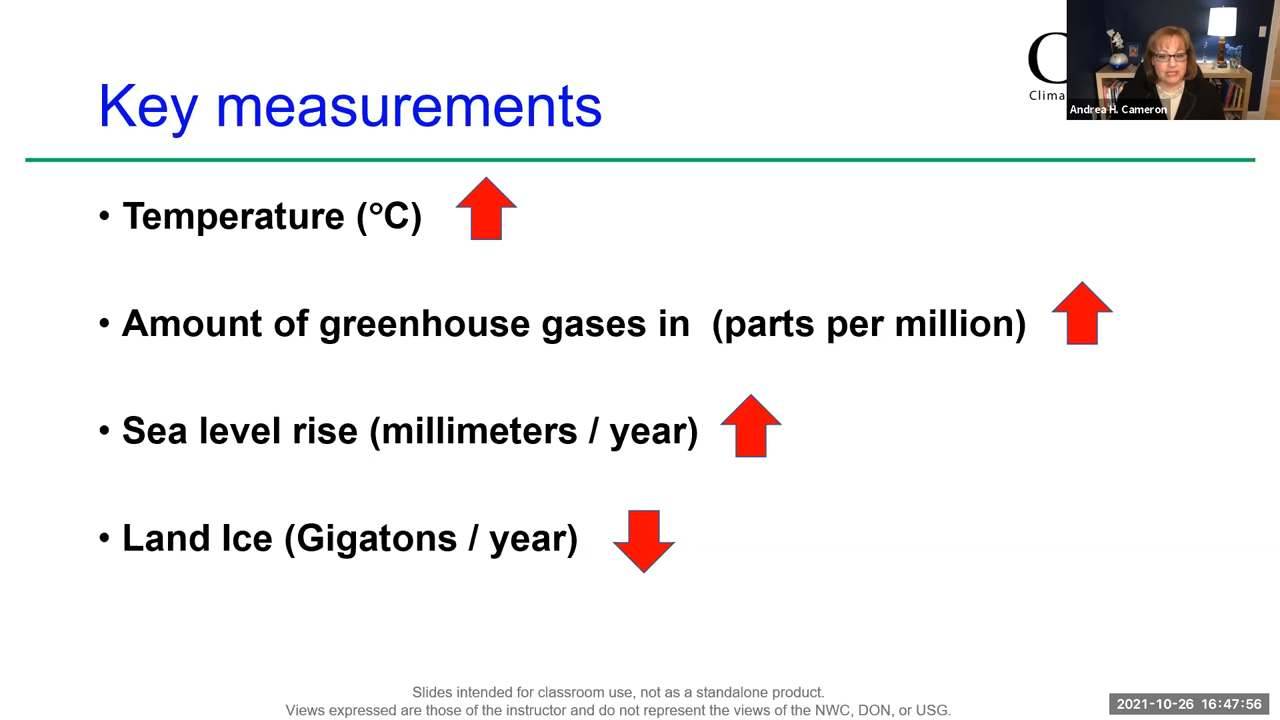 Key measurements
Andrea H. Cameron
• Temperature (°C)
• Amount of greenhouse gases in (parts per million)
• Sea level rise (millimeters / year)
• Land Ice (Gigatons / year)
Slides intended for classroom use, not as a standalone product.
Views expressed are those of the instructor and do not represent the views of the NWC, DON, or USG.
2021-10-26 16:47:56